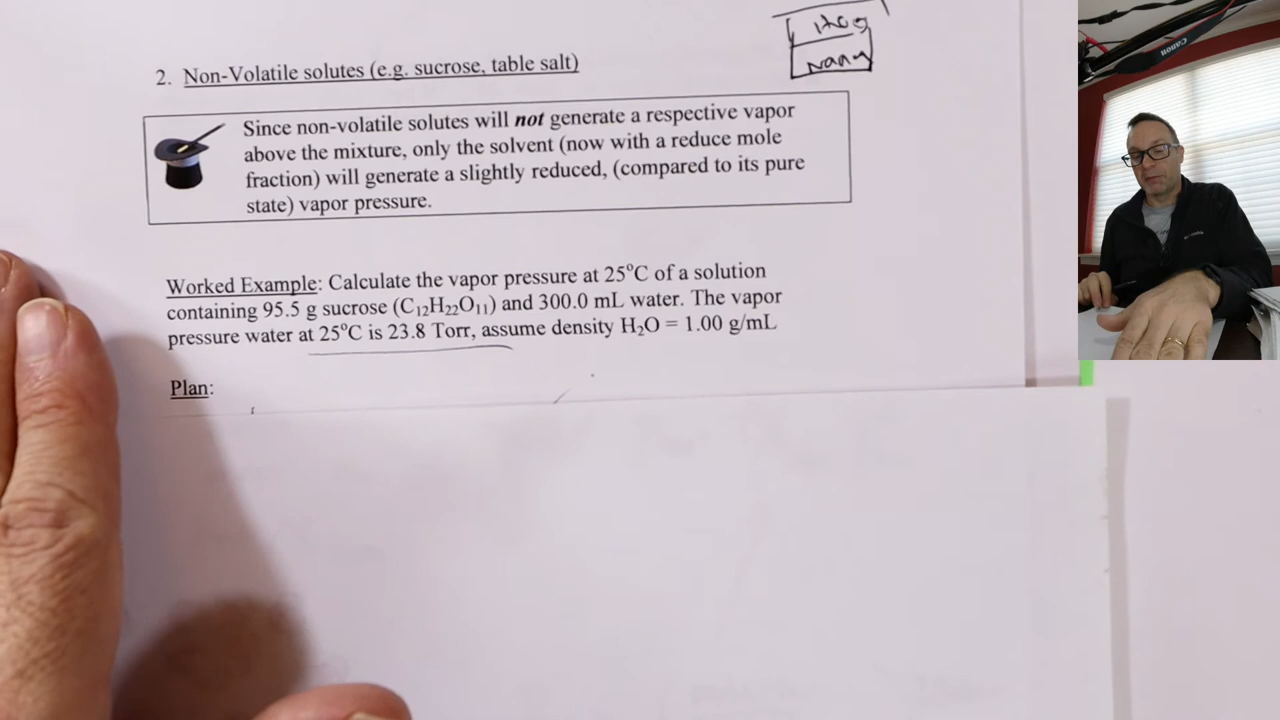 2. Non-Volatile solutes (e.g. sucrose, table salt)
Since non-volatile solutes will not generate a respective vapor
above the mixture, only the solvent (now with a reduce mole
fraction) will generate a slightly reduced, (compared to its pure
state) vapor pressure.
Worked Example: Calculate the vapor pressure at 25°C of a solution
containing 95.5 g sucrose (C₁₂H₂₂O₁₁) and 300.0 mL water. The vapor
pressure water at 25°C is 23.8 Torr, assume density H₂O = 1.00 g/mL
Plan:
Canon